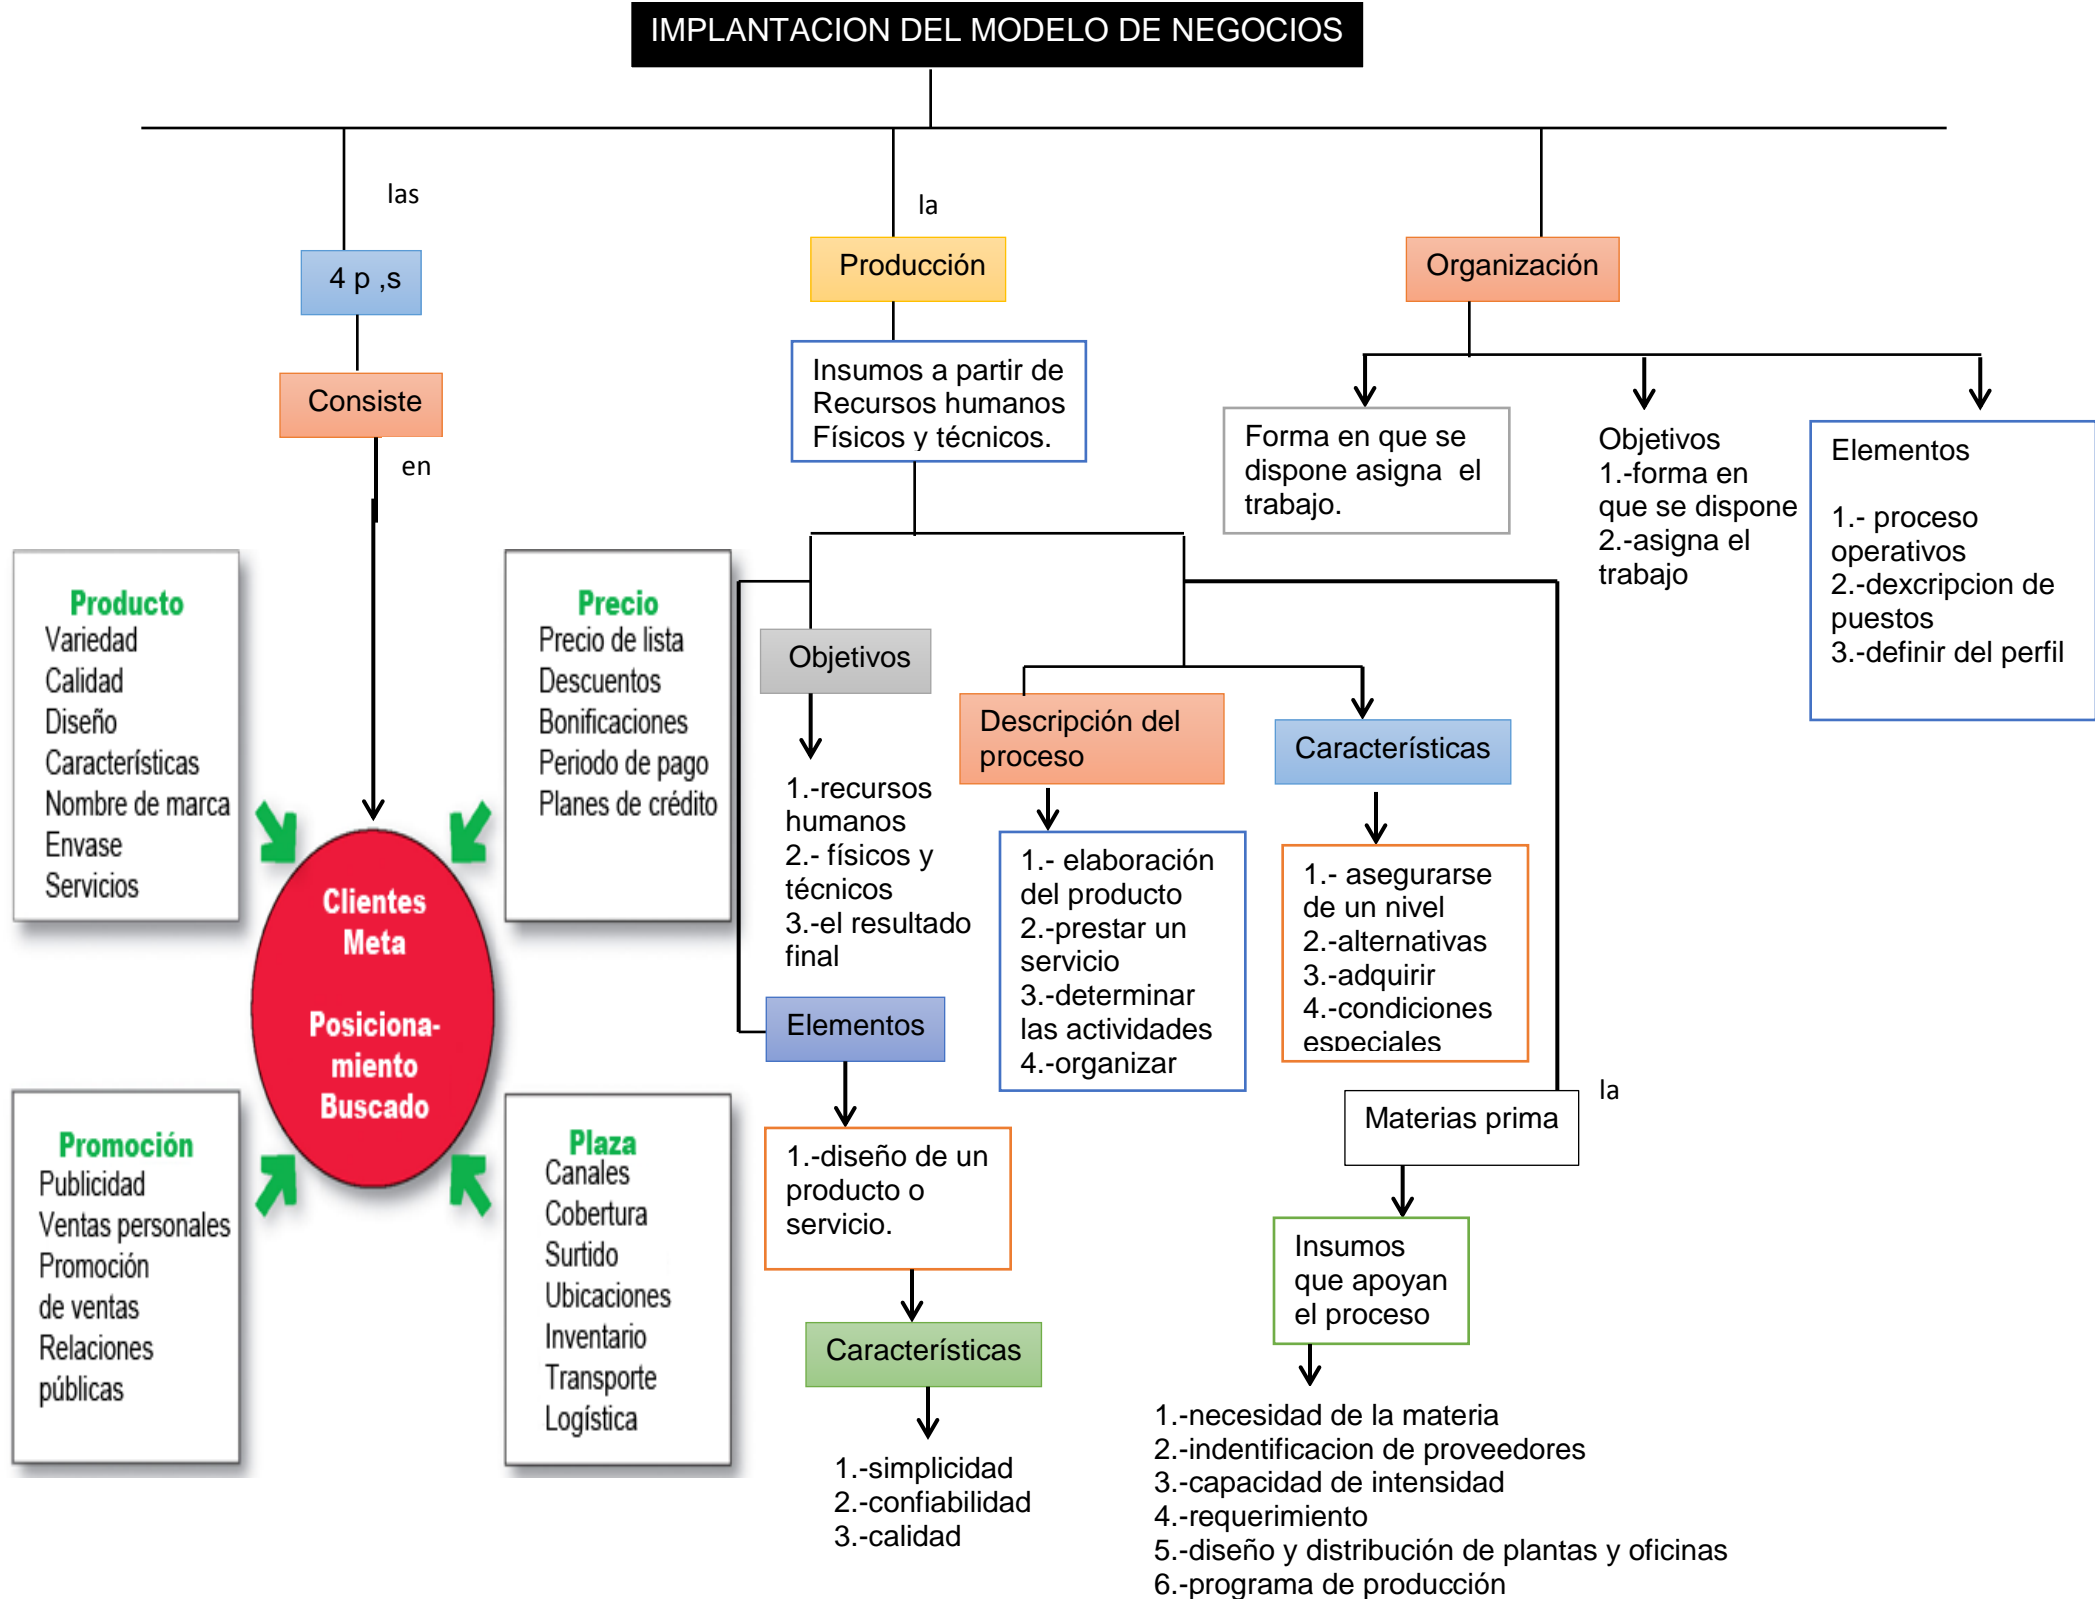 IMPLANTACION DEL MODELO DE NEGOCIOS
las
4 p ,s
Consiste
en
Producto
Variedad
Calidad
Diseño
Características
Nombre de marca
Envase
Servicios
Precio
Precio de lista
Descuentos
Bonificaciones
Periodo de pago
Planes de crédito
Clientes
Meta
Posiciona-
miento
Buscado
Promoción
Publicidad
Ventas personales
Promoción
de ventas
Relaciones
públicas
Plaza
Canales
Cobertura
Surtido
Ubicaciones
Inventario
Transporte
Logística
la
Producción
Insumos a partir de
Recursos humanos
Físicos y técnicos.
Objetivos
1.-recursos
humanos
2.- físicos y
técnicos
3.-el resultado
final
Elementos
1.-diseño de un
producto o
servicio.
Características
1.-simplicidad
2.-confiabilidad
3.-calidad
Descripción del
proceso
1.- elaboración
del producto
2.-prestar un
servicio
3.-determinar
las actividades
4.-organizar
Características
1.- asegurarse
de un nivel
2.-alternativas
3.-adquirir
4.-condiciones
especiales
la
Materias prima
Insumos
que apoyan
el proceso
1.-necesidad de la materia
2.-indentificacion de proveedores
3.-capacidad de intensidad
4.-requerimiento
5.-diseño y distribución de plantas y oficinas
6.-programa de producción
Organización
Forma en que se
dispone asigna  el
trabajo.
Objetivos
1.-forma en
que se dispone
2.-asigna el
trabajo
Elementos
1.- proceso
operativos
2.-dexcripcion de
puestos
3.-definir del perfil